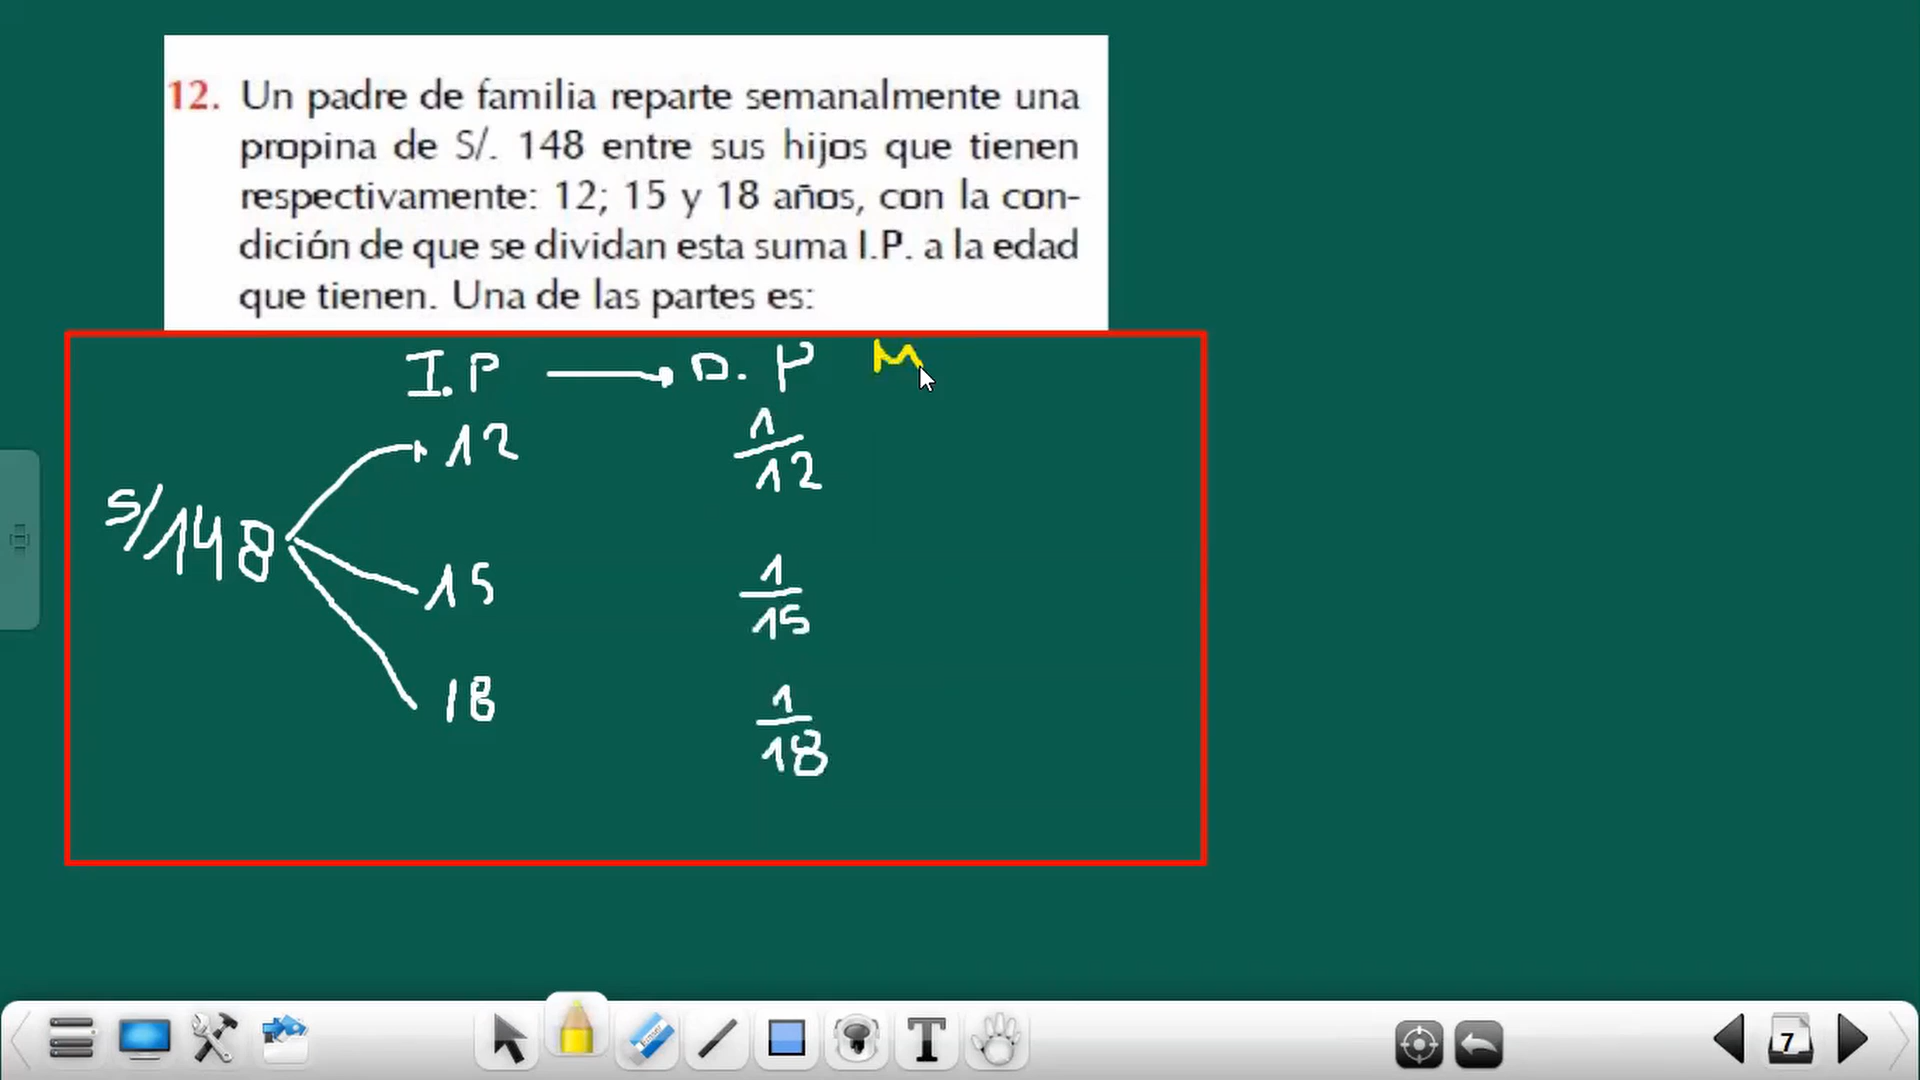 12. Un padre de familia reparte semanalmente una
propina de S/. 148 entre sus hijos que tienen
respectivamente: 12; 15 y 18 años, con la con-
dición de que se dividan esta suma I.P. a la edad
que tienen. Una de las partes es:
I.P → D.P M
12 1/12
S/148
15 1/15
18 1/18
T
7